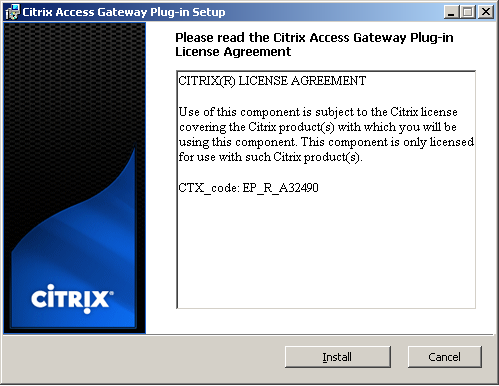 Citrix Access Gateway Plug-in Setup
Please read the Citrix Access Gateway Plug-in
License Agreement
CITRIX(R) LICENSE AGREEMENT
Use of this component is subject to the Citrix license
covering the Citrix product(s) with which you will be
using this component. This component is only licensed
for use with such Citrix product(s).
CTX_code: EP_R_A32490
CITRIX®
Install
Cancel